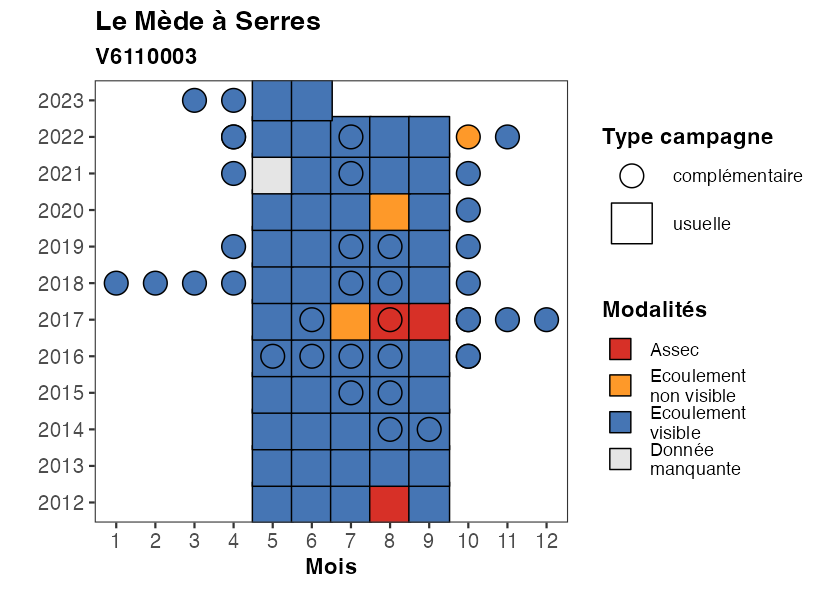 Le Mède à Serres
V6110003
2023
2022
2021
2020
2019
2018
2017
2016
2015
2014
2013
2012
1 2 3 4 5 6 7 8 9 10 11 12
Mois
Type campagne
complémentaire
usuelle
Modalités
Assec
Ecoulement
non visible
Ecoulement
visible
Donnée
manquante